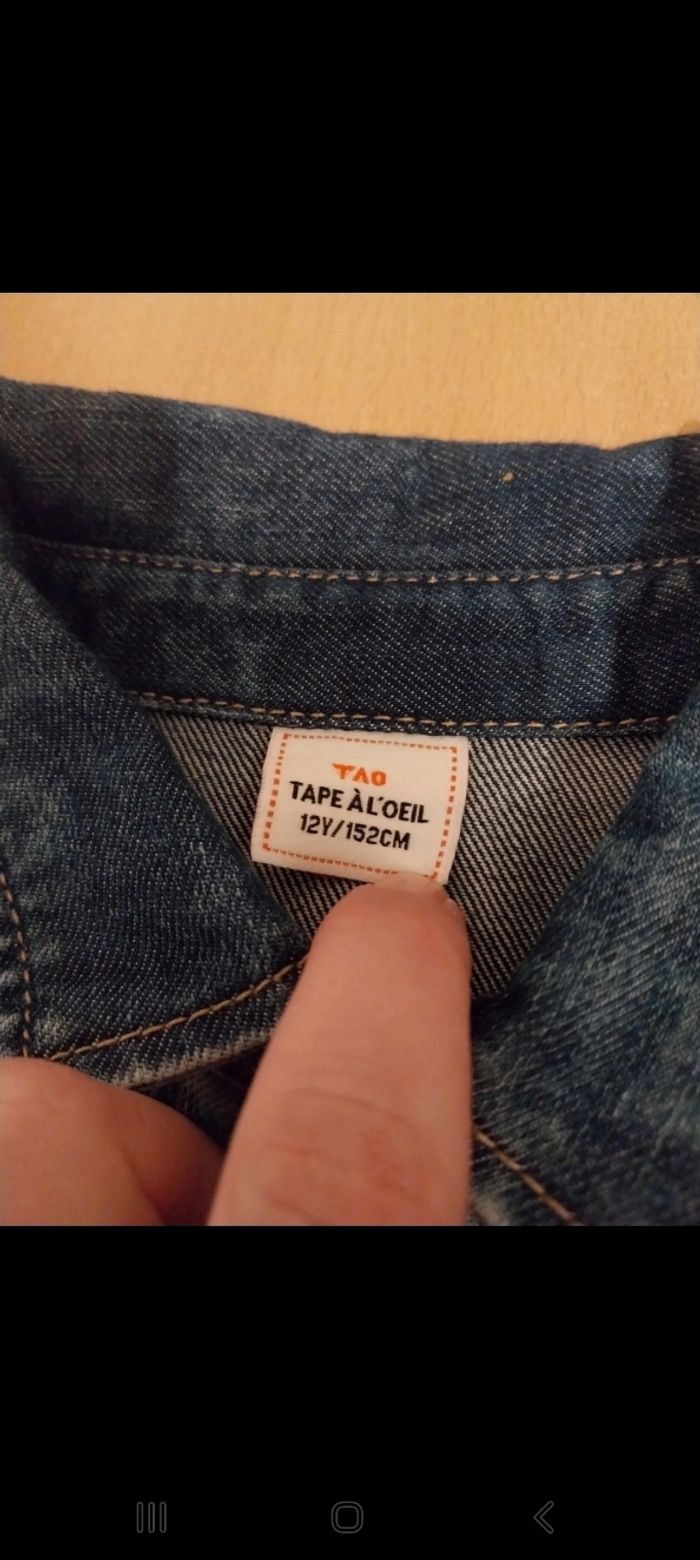 TAO
TAPE À L'OEIL
12Y/152CM